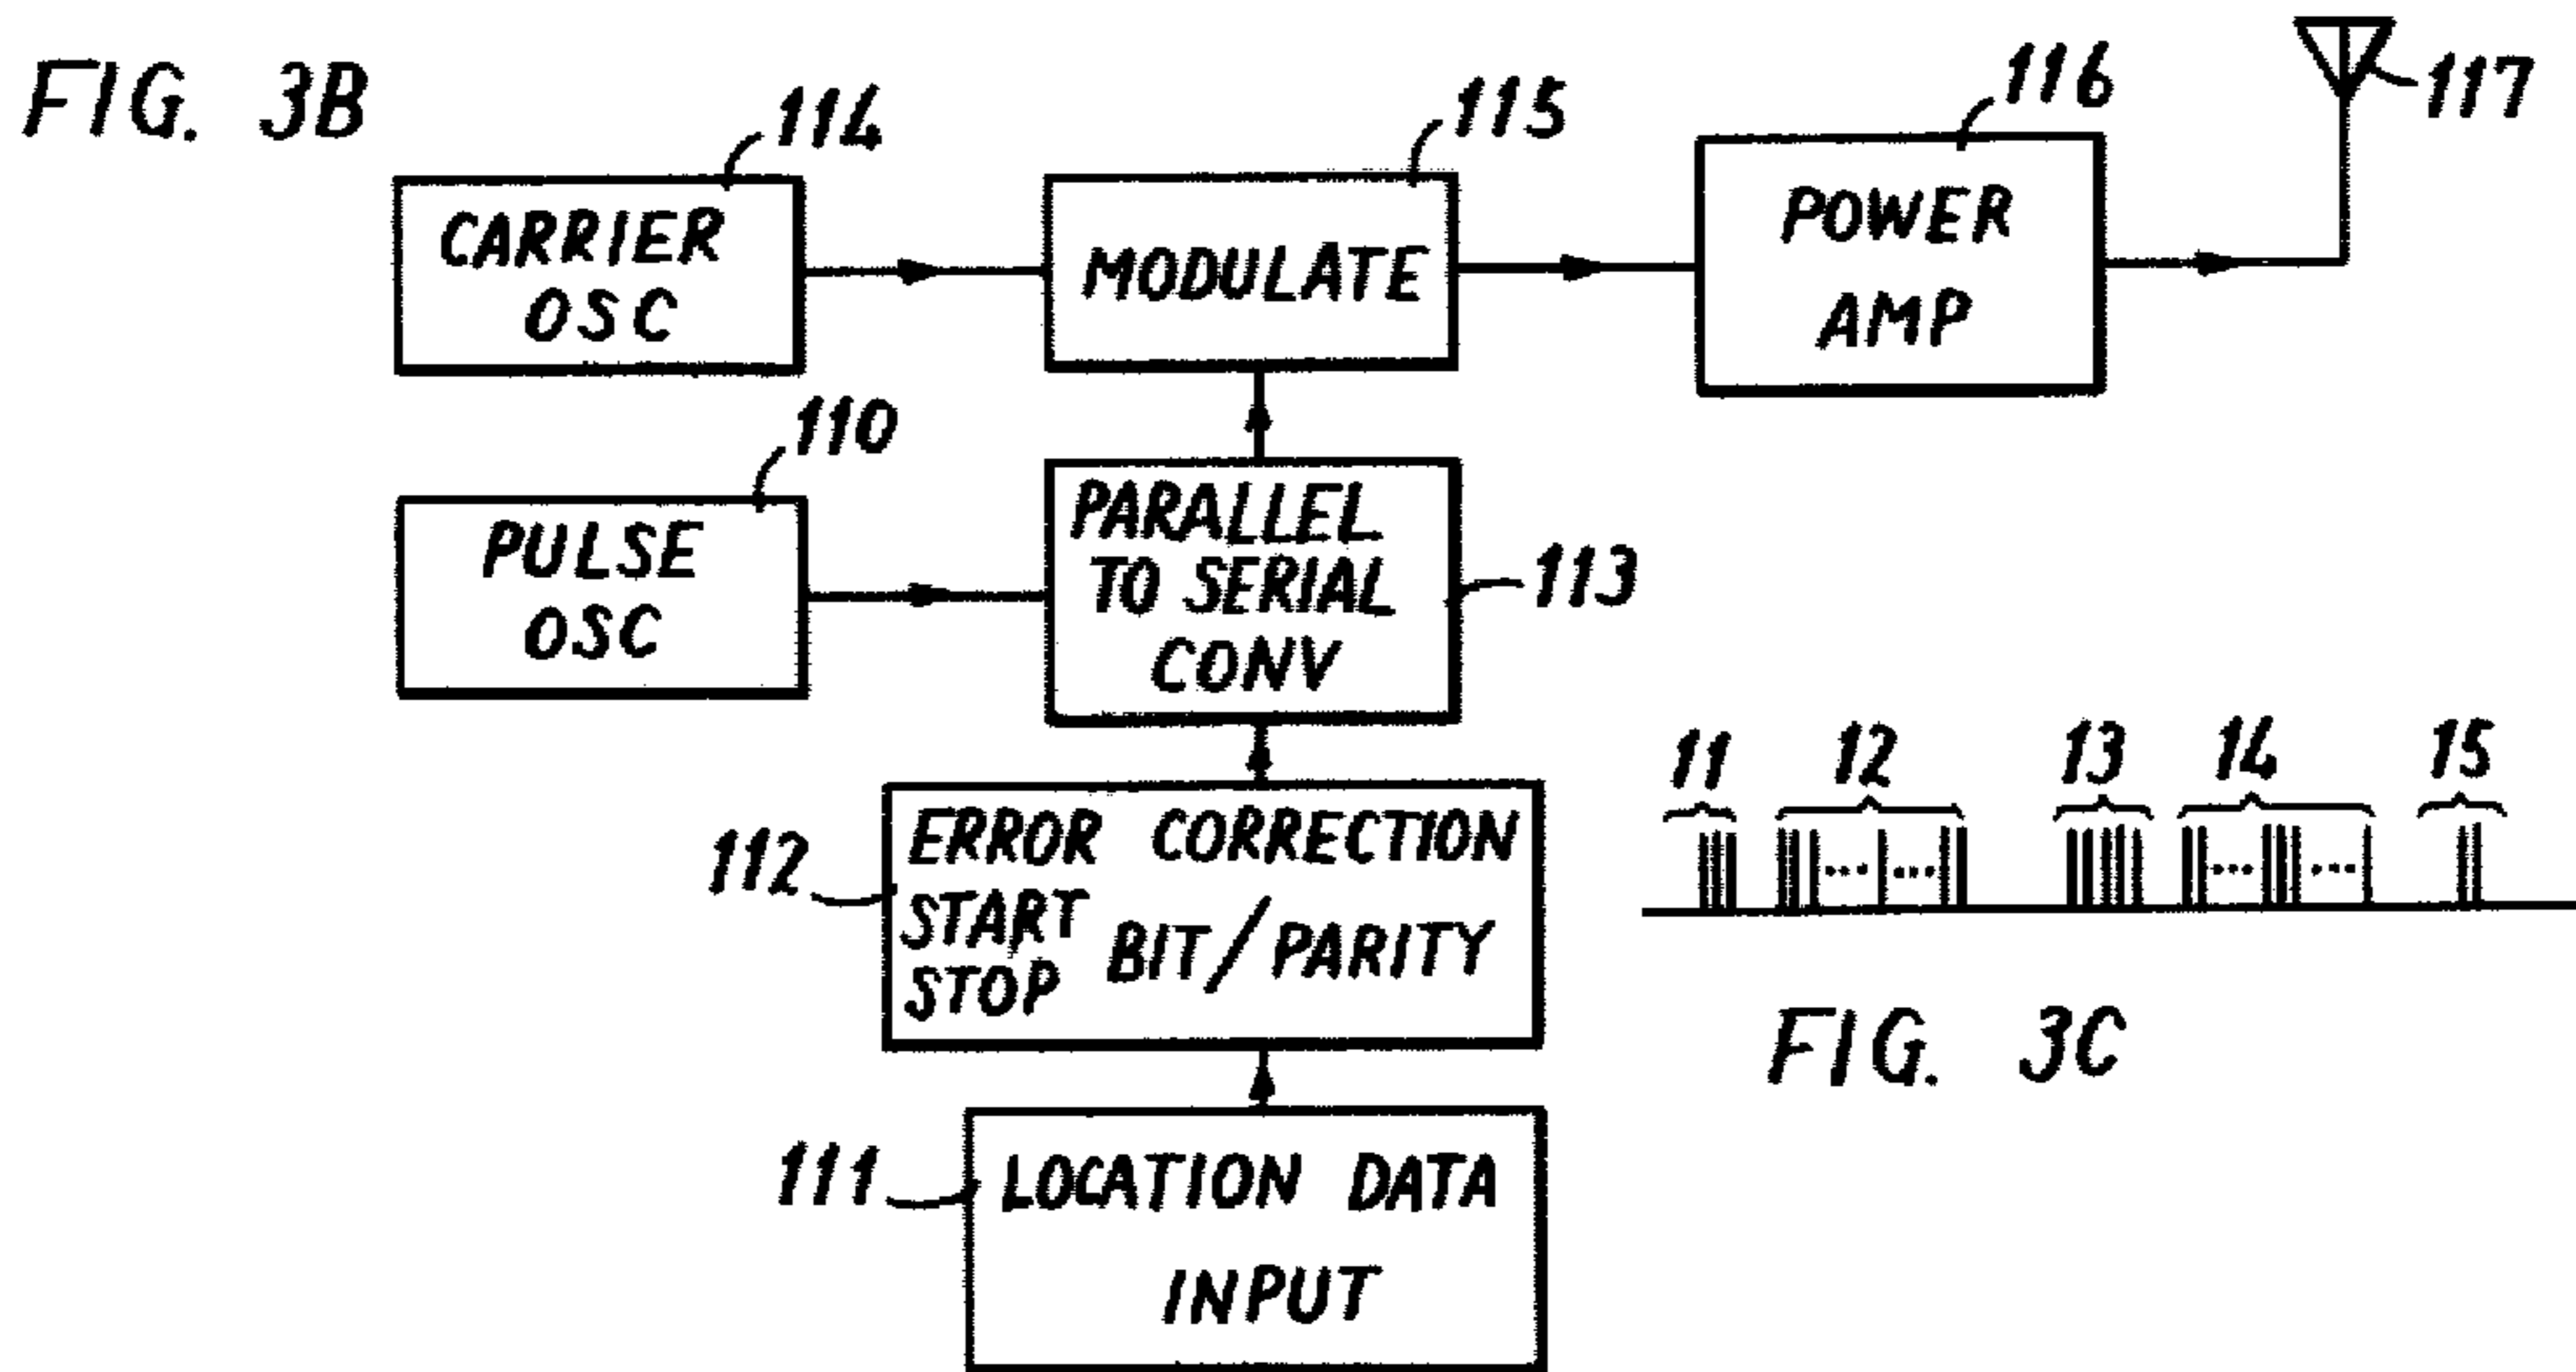 FIG. 3B
114
CARRIER
OSC
115
MODULATE
116
POWER
AMP
117
110
PULSE
OSC
PARALLEL
TO SERIAL
CONV
113
112
ERROR CORRECTION
START
STOP
BIT/PARITY
111
LOCATION DATA
INPUT
11 12 13 14 15
FIG. 3C